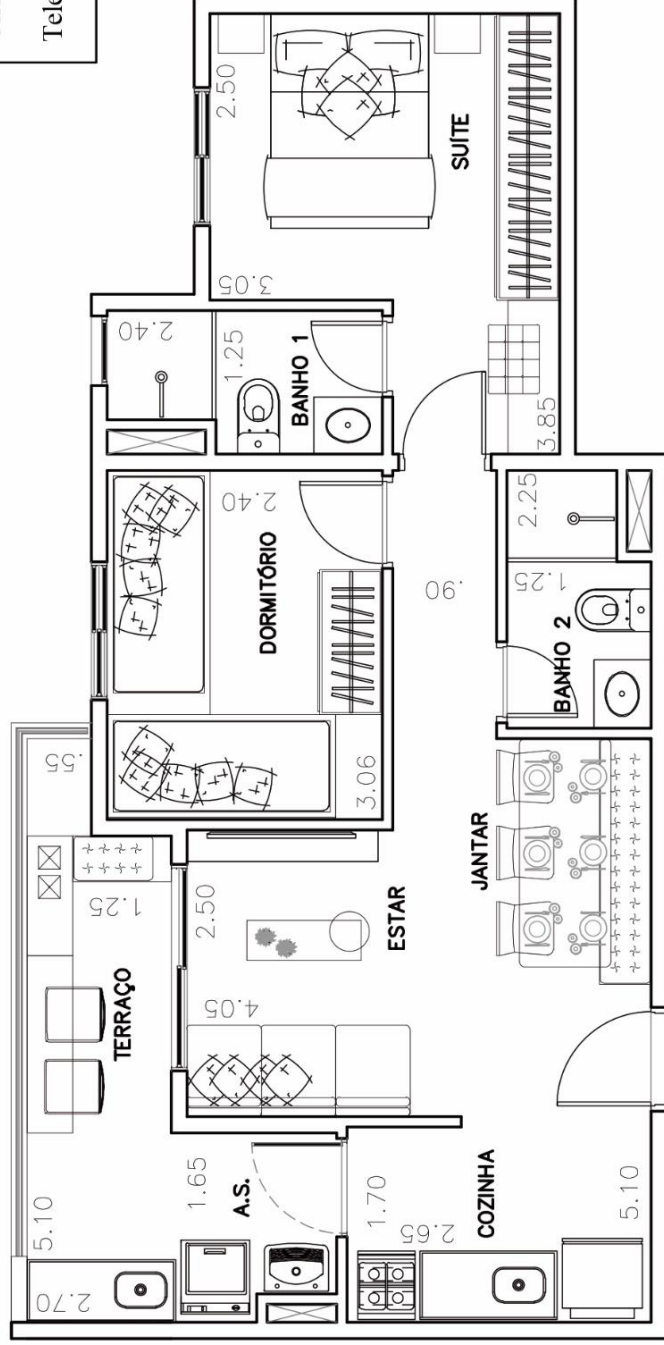 Tele
2.50
SUÍTE
3.05
3.85
2.40
1.25
BANHO 1
2.40
DORMITÓRIO
3.06
.90
2.25
1.25
BANHO 2
.55
1.25
TERRAÇO
5.10
2.70
1.65
A.S.
2.50
4.05
ESTAR
JANTAR
1.70
2.65
COZINHA
5.10